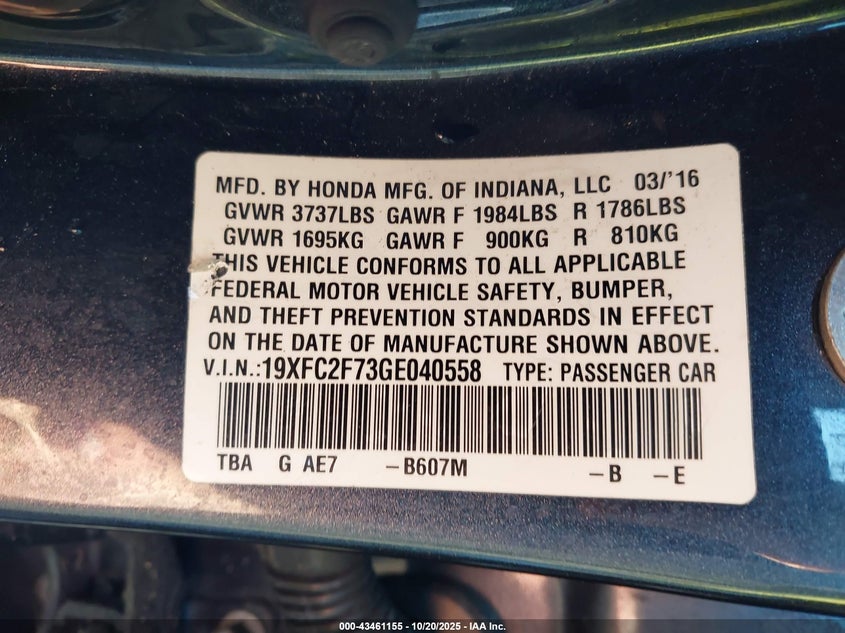 MFD. BY HONDA MFG. OF INDIANA, LLC 03/'16
GVWR 3737LBS GAWR F 1984LBS R 1786LBS
GVWR 1695KG GAWR F 900KG R 810KG
THIS VEHICLE CONFORMS TO ALL APPLICABLE
FEDERAL MOTOR VEHICLE SAFETY, BUMPER,
AND THEFT PREVENTION STANDARDS IN EFFECT
ON THE DATE OF MANUFACTURE SHOWN ABOVE.
V.I.N.:19XFC2F73GE040558 TYPE: PASSENGER CAR
TBA G AE7 –B607M –B –E
000-43461155 - 10/20/2025 - IAA Inc.